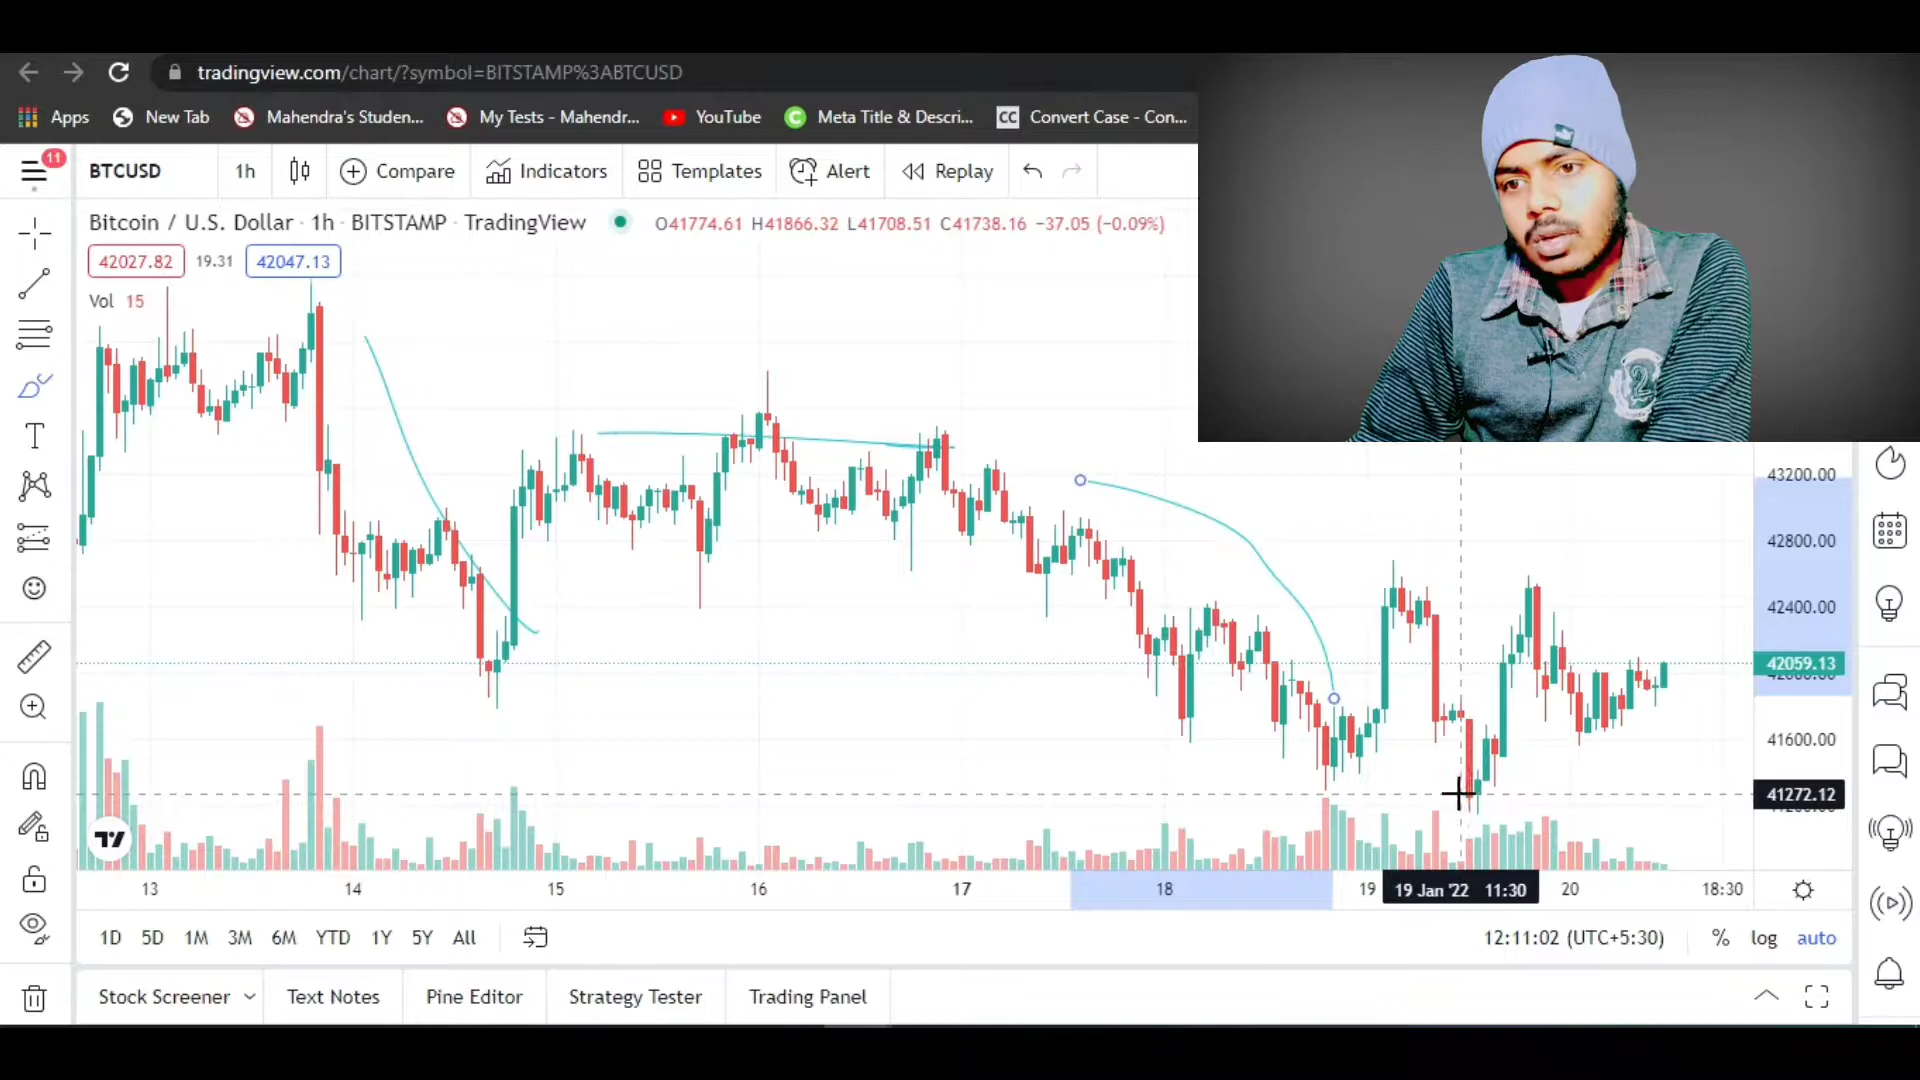 tradingview.com/chart/?symbol=BITSTAMP%3ABTCUSD
Apps New Tab Mahendra's Studen... My Tests - Mahendr... YouTube Meta Title & Descri... CC Convert Case - Con...
11
BTCUSD 1h Compare Indicators Templates Alert Replay
Bitcoin / U.S. Dollar · 1h · BITSTAMP · TradingView O41774.61 H41866.32 L41708.51 C41738.16 −37.05 (−0.09%)
42027.82 19.31 42047.13
Vol 15
2
43200.00
42800.00
42400.00
42059.13
41600.00
41272.12
13 14 15 16 17 18 19 19 Jan '22 11:30 20 18:30
1D 5D 1M 3M 6M YTD 1Y 5Y All 12:11:02 (UTC+5:30) % log auto
Stock Screener Text Notes Pine Editor Strategy Tester Trading Panel